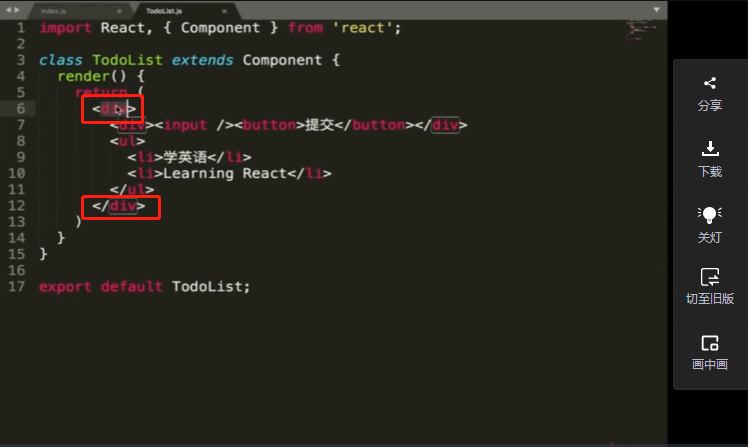 index.js
TodoList.js
1 import React, { Component } from 'react';
2
3 class TodoList extends Component {
4 render() {
5 return (
6 <div>
7 <div><input /><button>提交</button></div>
8 <ul>
9 <li>学英语</li>
10 <li>Learning React</li>
11 </ul>
12 </div>
13 )
14 }
15 }
16
17 export default TodoList;
分享
下载
关灯
切至旧版
画中画